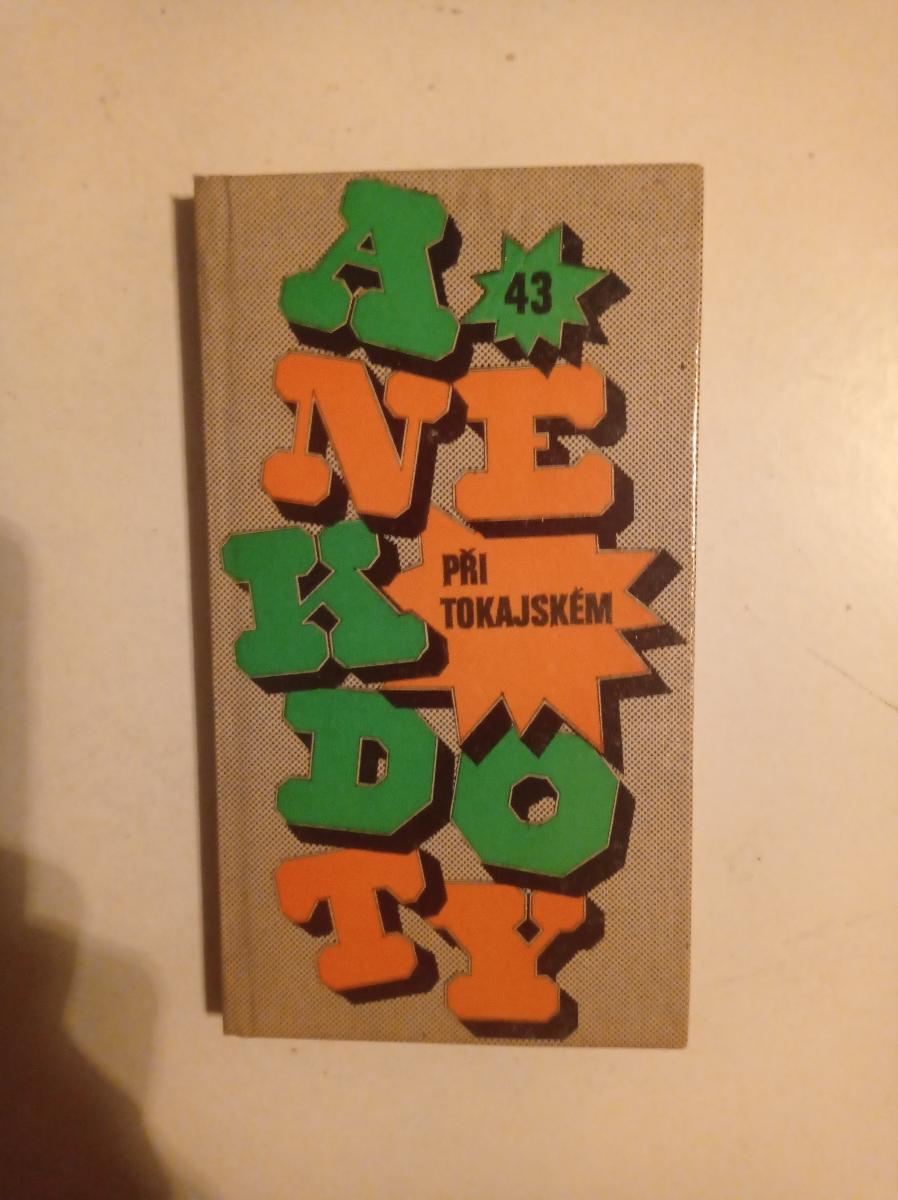 A
43
NE
K
PŘI
TOKAJSKÉM
DO
TY